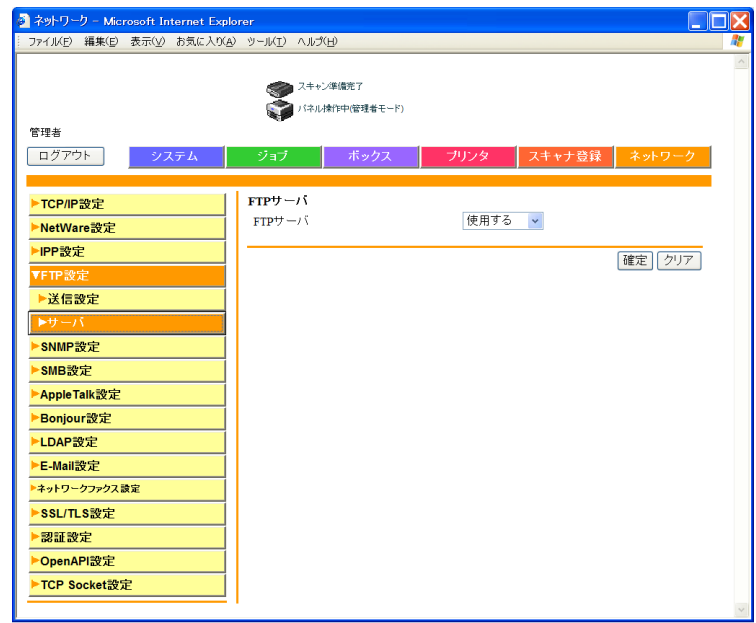 ネットワーク - Microsoft Internet Explorer
ファイル(F) 編集(E) 表示(V) お気に入り(A) ツール(T) ヘルプ(H)
スキャン準備完了
パネル操作中(管理者モード)
管理者
ログアウト システム ジョブ ボックス プリンタ スキャナ登録 ネットワーク
▶TCP/IP設定
▶NetWare設定
▶IPP設定
▼FTP設定
▶送信設定
▶サーバ
▶SNMP設定
▶SMB設定
▶AppleTalk設定
▶Bonjour設定
▶LDAP設定
▶E-Mail設定
▶ネットワークファクス設定
▶SSL/TLS設定
▶認証設定
▶OpenAPI設定
▶TCP Socket設定
FTPサーバ
FTPサーバ 使用する
確定 クリア